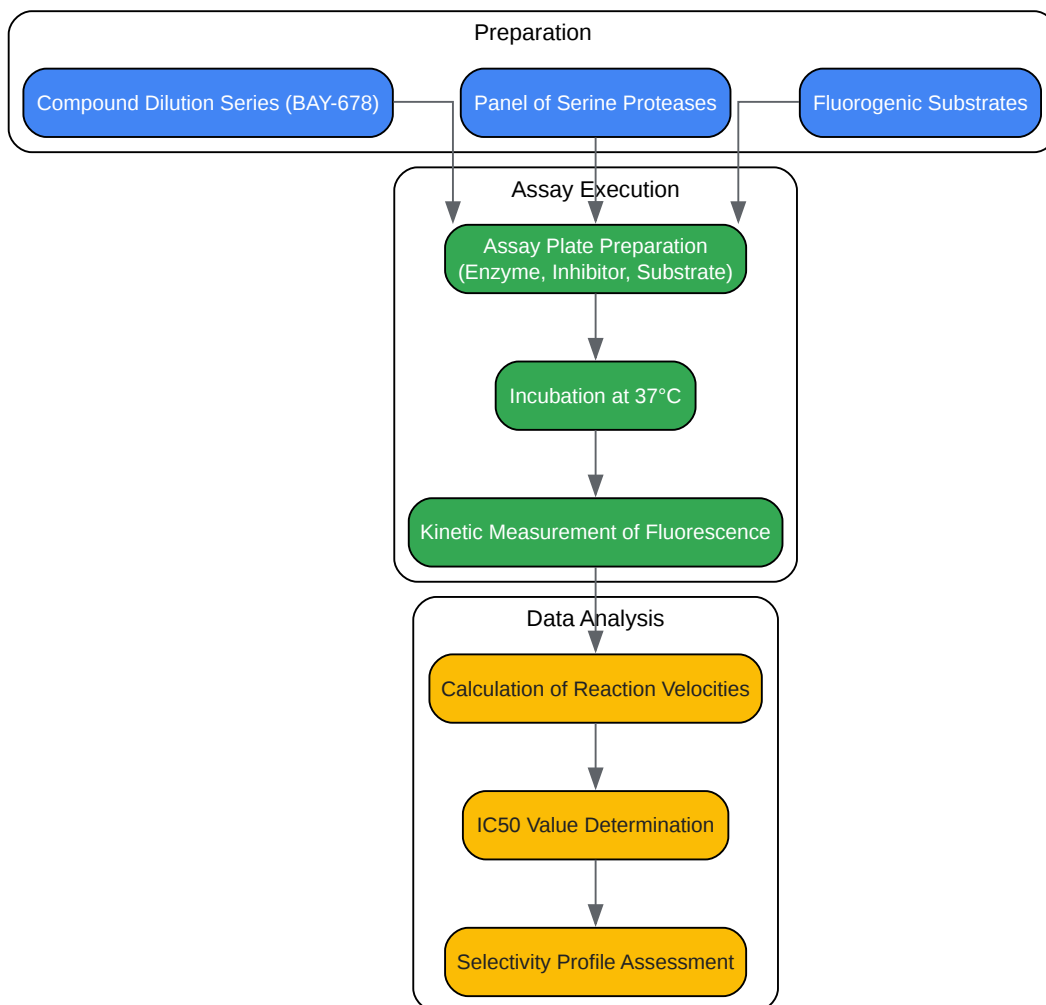 Preparation
Compound Dilution Series (BAY-678)
Panel of Serine Proteases
Fluorogenic Substrates
Assay Execution
Assay Plate Preparation
(Enzyme, Inhibitor, Substrate)
Incubation at 37°C
Kinetic Measurement of Fluorescence
Data Analysis
Calculation of Reaction Velocities
IC50 Value Determination
Selectivity Profile Assessment